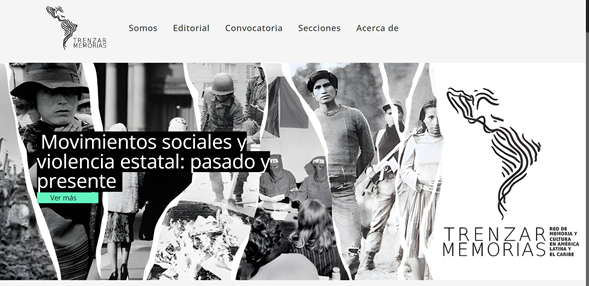 TRENZAR
MEMORIAS
Somos Editorial Convocatoria Secciones Acerca de
Movimientos sociales y
violencia estatal: pasado y
presente
Ver más
TRENZAR
MEMORIAS
RED DE
MEMORIA Y
CULTURA
EN AMÉRICA
LATINA Y
EL CARIBE